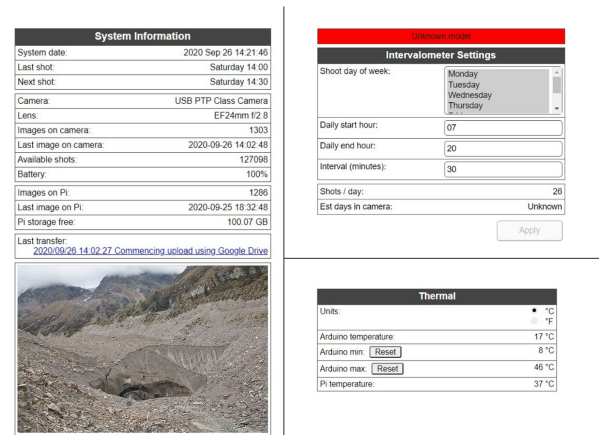 System Information
System date: 2020 Sep 26 14:21:46
Last shot: Saturday 14:00
Next shot: Saturday 14:30
Camera: USB PTP Class Camera
Lens: EF24mm f/2.8
Images on camera: 1303
Last image on camera: 2020-09-26 14:02:48
Available shots: 127098
Battery: 100%
Images on Pi: 1286
Last image on Pi: 2020-09-25 18:32:48
Pi storage free: 100.07 GB
Last transfer:
2020/09/26 14:02:27 Commencing upload using Google Drive
Unknown model
Intervalometer Settings
Shoot day of week: Monday
Tuesday
Wednesday
Thursday
Daily start hour: 07
Daily end hour: 20
Interval (minutes): 30
Shots / day: 26
Est days in camera: Unknown
Apply
Thermal
Units: °C
°F
Arduino temperature: 17 °C
Arduino min: Reset 8 °C
Arduino max: Reset 46 °C
Pi temperature: 37 °C